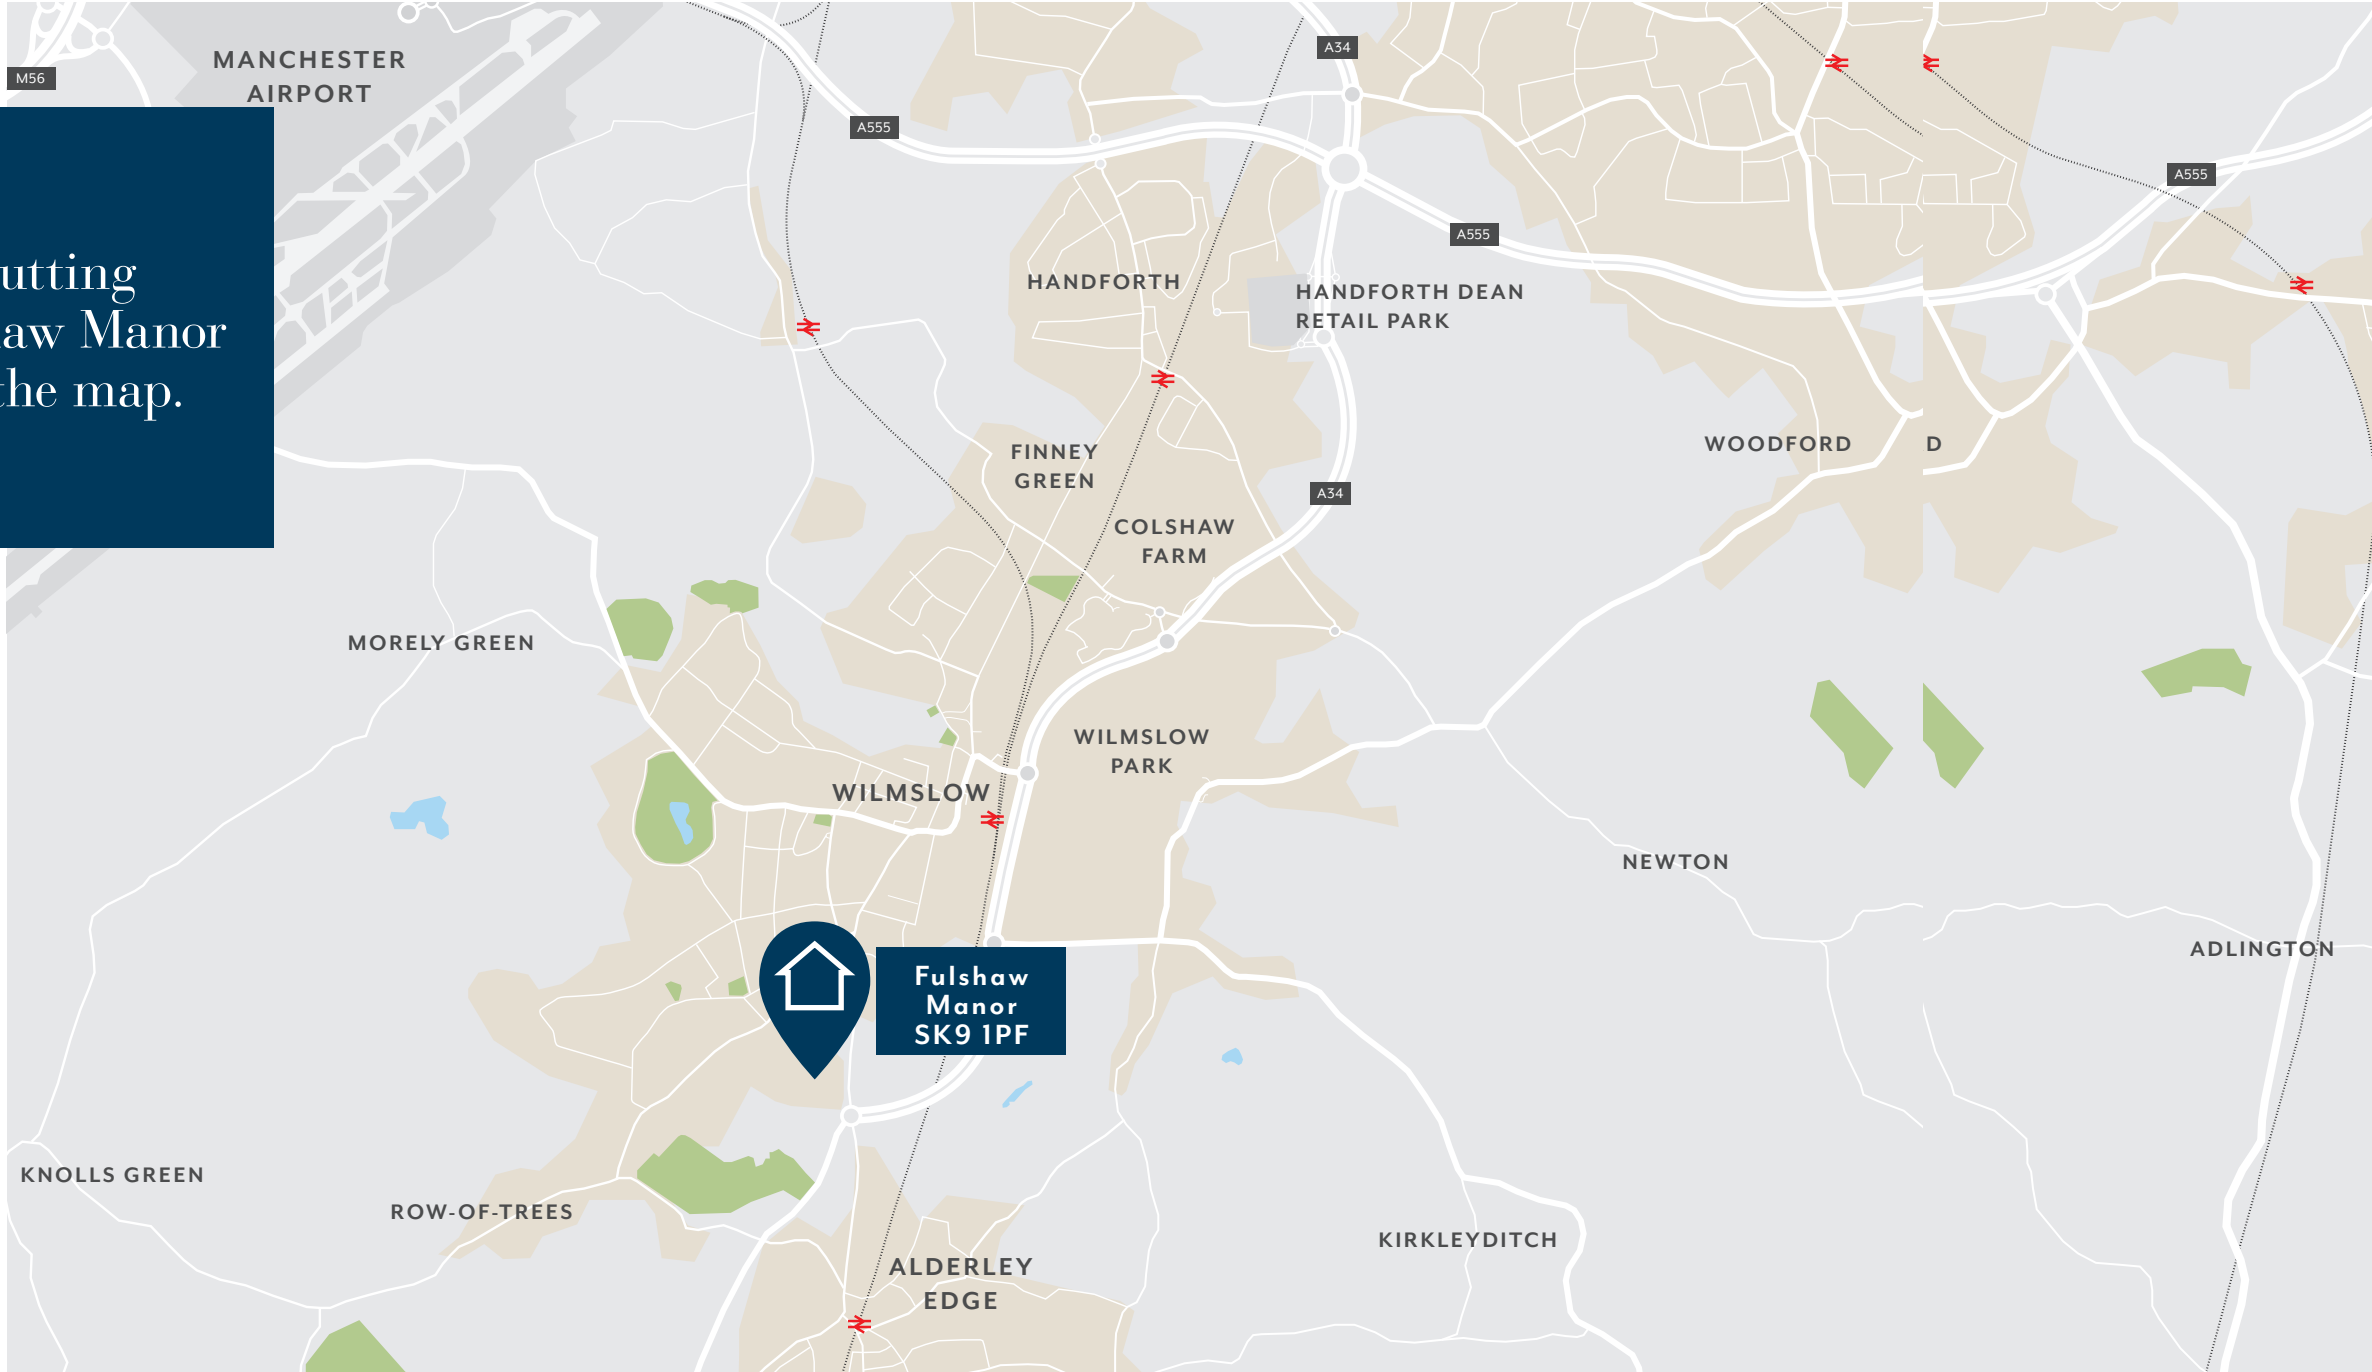 MANCHESTER
AIRPORT
M56
A34
A555
A555
A555
utting
aw Manor
the map.
HANDFORTH
HANDFORTH DEAN
RETAIL PARK
FINNEY
GREEN
WOODFORD
D
A34
COLSHAW
FARM
MORELY GREEN
WILMSLOW
PARK
WILMSLOW
NEWTON
ADLINGTON
Fulshaw
Manor
SK9 1PF
KNOLLS GREEN
ROW-OF-TREES
KIRKLEYDITCH
ALDERLEY
EDGE